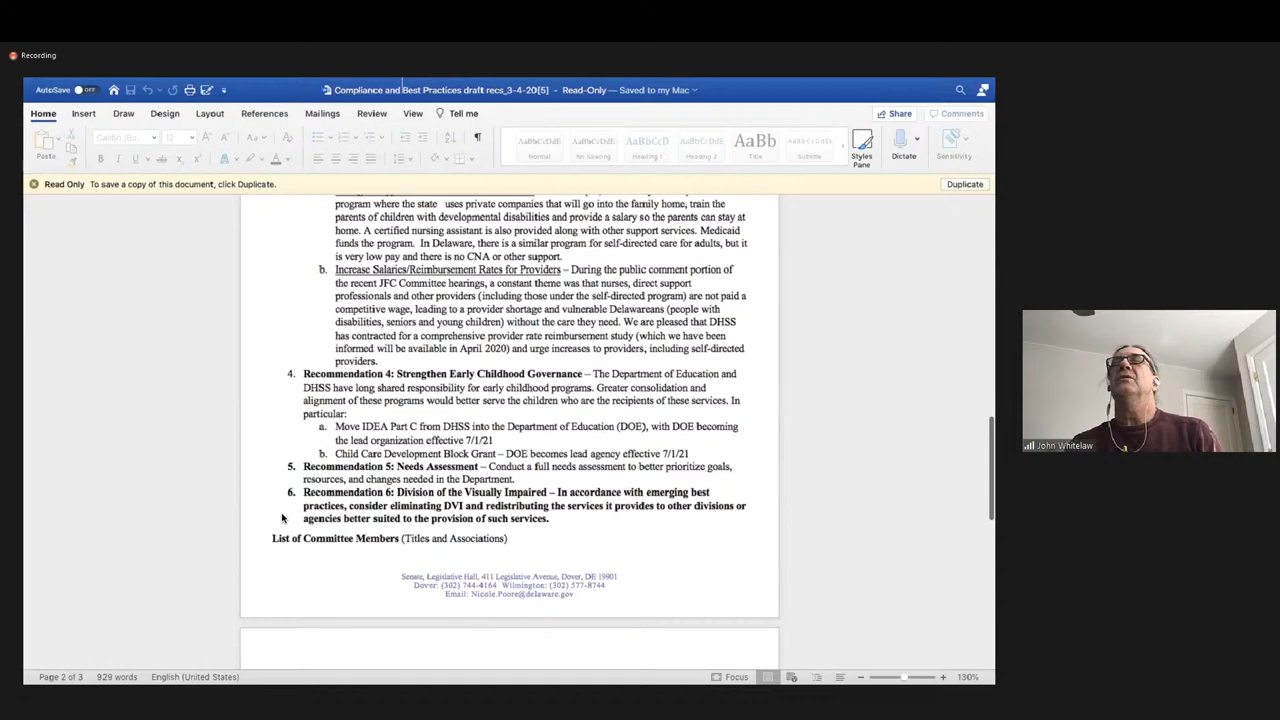 Recording
AutoSave OFF
Compliance and Best Practices draft recs_3-4-20[5] - Read-Only — Saved to my Mac
Home Insert Draw Design Layout References Mailings Review View Tell me
Share Comments
Calibri (Bo... 12
Paste
AaBbCcDdE AaBbCcDdE AaBbCcD AaBbCcDdE AaBb AaBbCcDdE
Normal No Spacing Heading 1 Heading 2 Title Subtitle
Styles Pane
Dictate
Sensitivity
Read Only To save a copy of this document, click Duplicate.
Duplicate
program where the state uses private companies that will go into the family home, train the
parents of children with developmental disabilities and provide a salary so the parents can stay at
home. A certified nursing assistant is also provided along with other support services. Medicaid
funds the program. In Delaware, there is a similar program for self-directed care for adults, but it
is very low pay and there is no CNA or other support.
b. Increase Salaries/Reimbursement Rates for Providers – During the public comment portion of
the recent JFC Committee hearings, a constant theme was that nurses, direct support
professionals and other providers (including those under the self-directed program) are not paid a
competitive wage, leading to a provider shortage and vulnerable Delawareans (people with
disabilities, seniors and young children) without the care they need. We are pleased that DHSS
has contracted for a comprehensive provider rate reimbursement study (which we have been
informed will be available in April 2020) and urge increases to providers, including self-directed
providers.
4. Recommendation 4: Strengthen Early Childhood Governance – The Department of Education and
DHSS have long shared responsibility for early childhood programs. Greater consolidation and
alignment of these programs would better serve the children who are the recipients of these services. In
particular:
a. Move IDEA Part C from DHSS into the Department of Education (DOE), with DOE becoming
the lead organization effective 7/1/21
b. Child Care Development Block Grant – DOE becomes lead agency effective 7/1/21
5. Recommendation 5: Needs Assessment – Conduct a full needs assessment to better prioritize goals,
resources, and changes needed in the Department.
6. Recommendation 6: Division of the Visually Impaired – In accordance with emerging best
practices, consider eliminating DVI and redistributing the services it provides to other divisions or
agencies better suited to the provision of such services.
List of Committee Members (Titles and Associations)
Senate, Legislative Hall, 411 Legislative Avenue, Dover, DE 19901
Dover: (302) 744-4164 Wilmington: (302) 577-8744
Email: Nicole.Poore@delaware.gov
John Whitelaw
Page 2 of 3 929 words English (United States)
Focus
130%